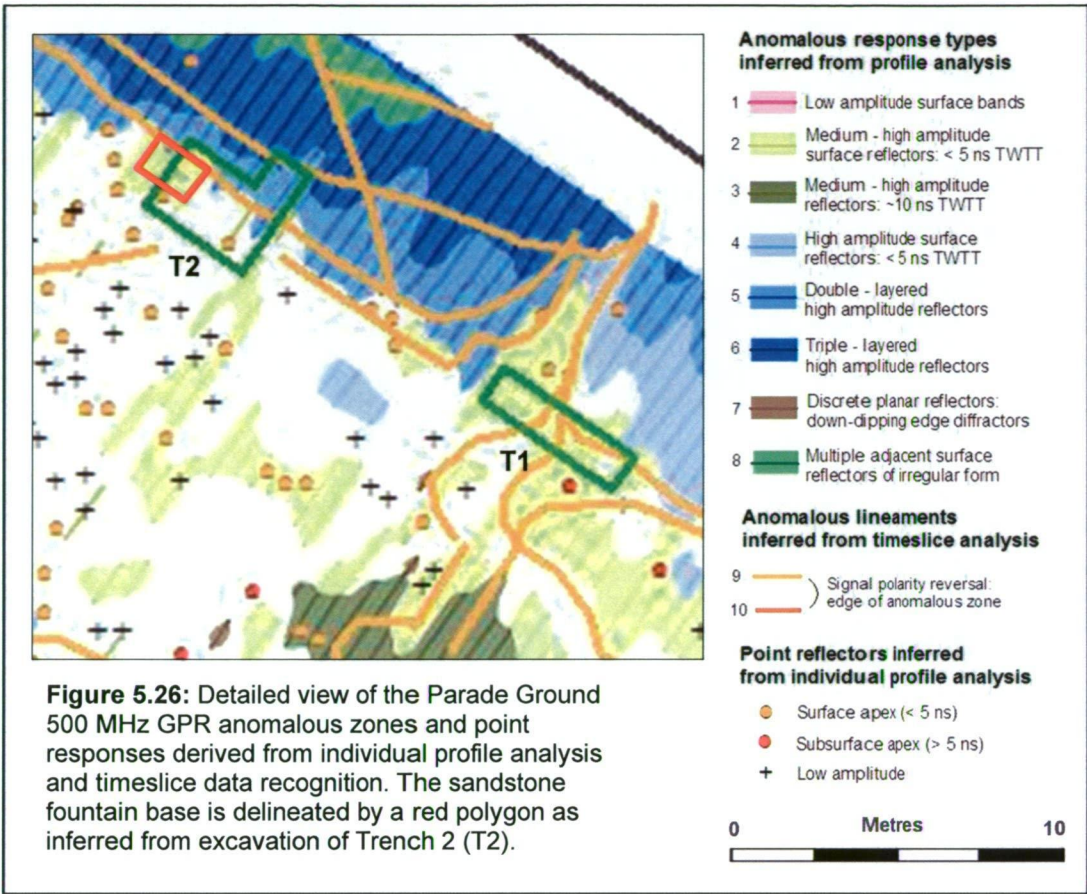 T2
T1
Figure 5.26: Detailed view of the Parade Ground
500 MHz GPR anomalous zones and point
responses derived from individual profile analysis
and timeslice data recognition. The sandstone
fountain base is delineated by a red polygon as
inferred from excavation of Trench 2 (T2).
Anomalous response types
inferred from profile analysis
1 Low amplitude surface bands
2 Medium - high amplitude
surface reflectors: < 5 ns TWTT
3 Medium - high amplitude
reflectors: ~10 ns TWTT
4 High amplitude surface
reflectors: < 5 ns TWTT
5 Double - layered
high amplitude reflectors
6 Triple - layered
high amplitude reflectors
7 Discrete planar reflectors:
down-dipping edge diffractors
8 Multiple adjacent surface
reflectors of irregular form
Anomalous lineaments
inferred from timeslice analysis
9 Signal polarity reversal:
10 edge of anomalous zone
Point reflectors inferred
from individual profile analysis
Surface apex (< 5 ns)
Subsurface apex (> 5 ns)
Low amplitude
0 Metres 10